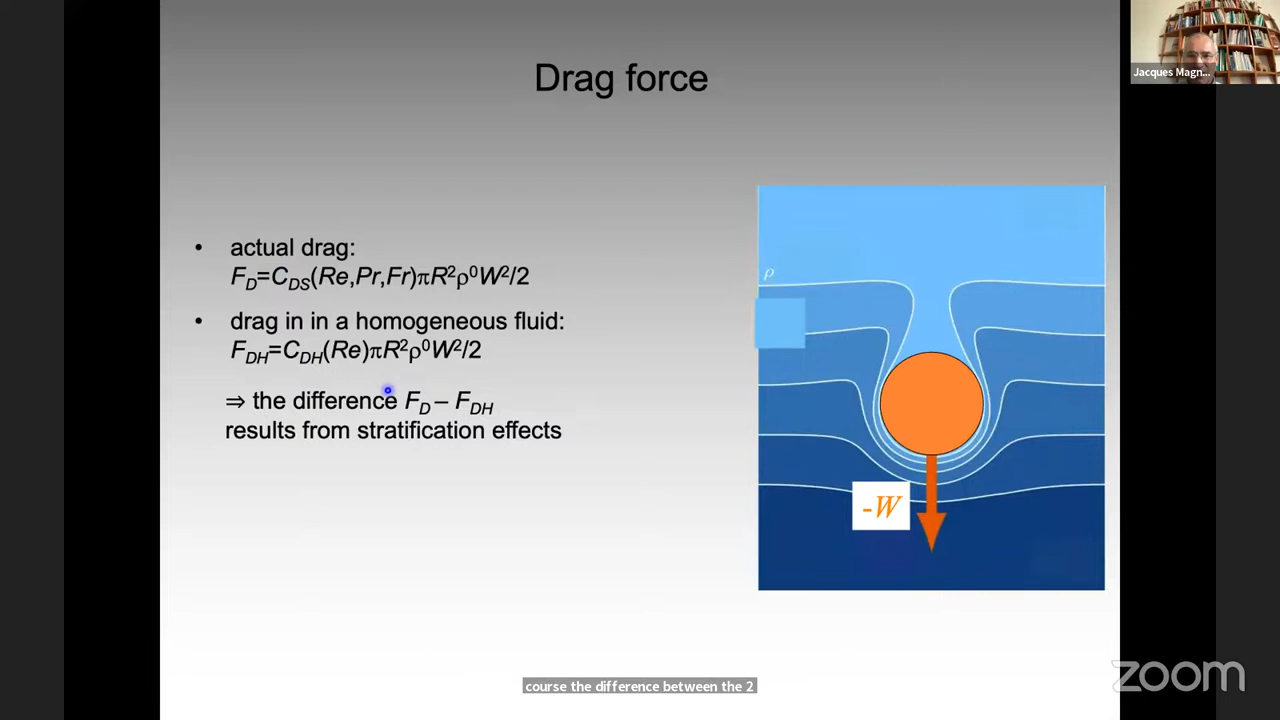 Drag force
Jacques Magn...
• actual drag:
F_D=C_DS(Re,Pr,Fr)πR²ρ⁰W²/2
• drag in in a homogeneous fluid:
F_DH=C_DH(Re)πR²ρ⁰W²/2
⇒ the difference F_D – F_DH
results from stratification effects
ρ
-W
course the difference between the 2
zoom